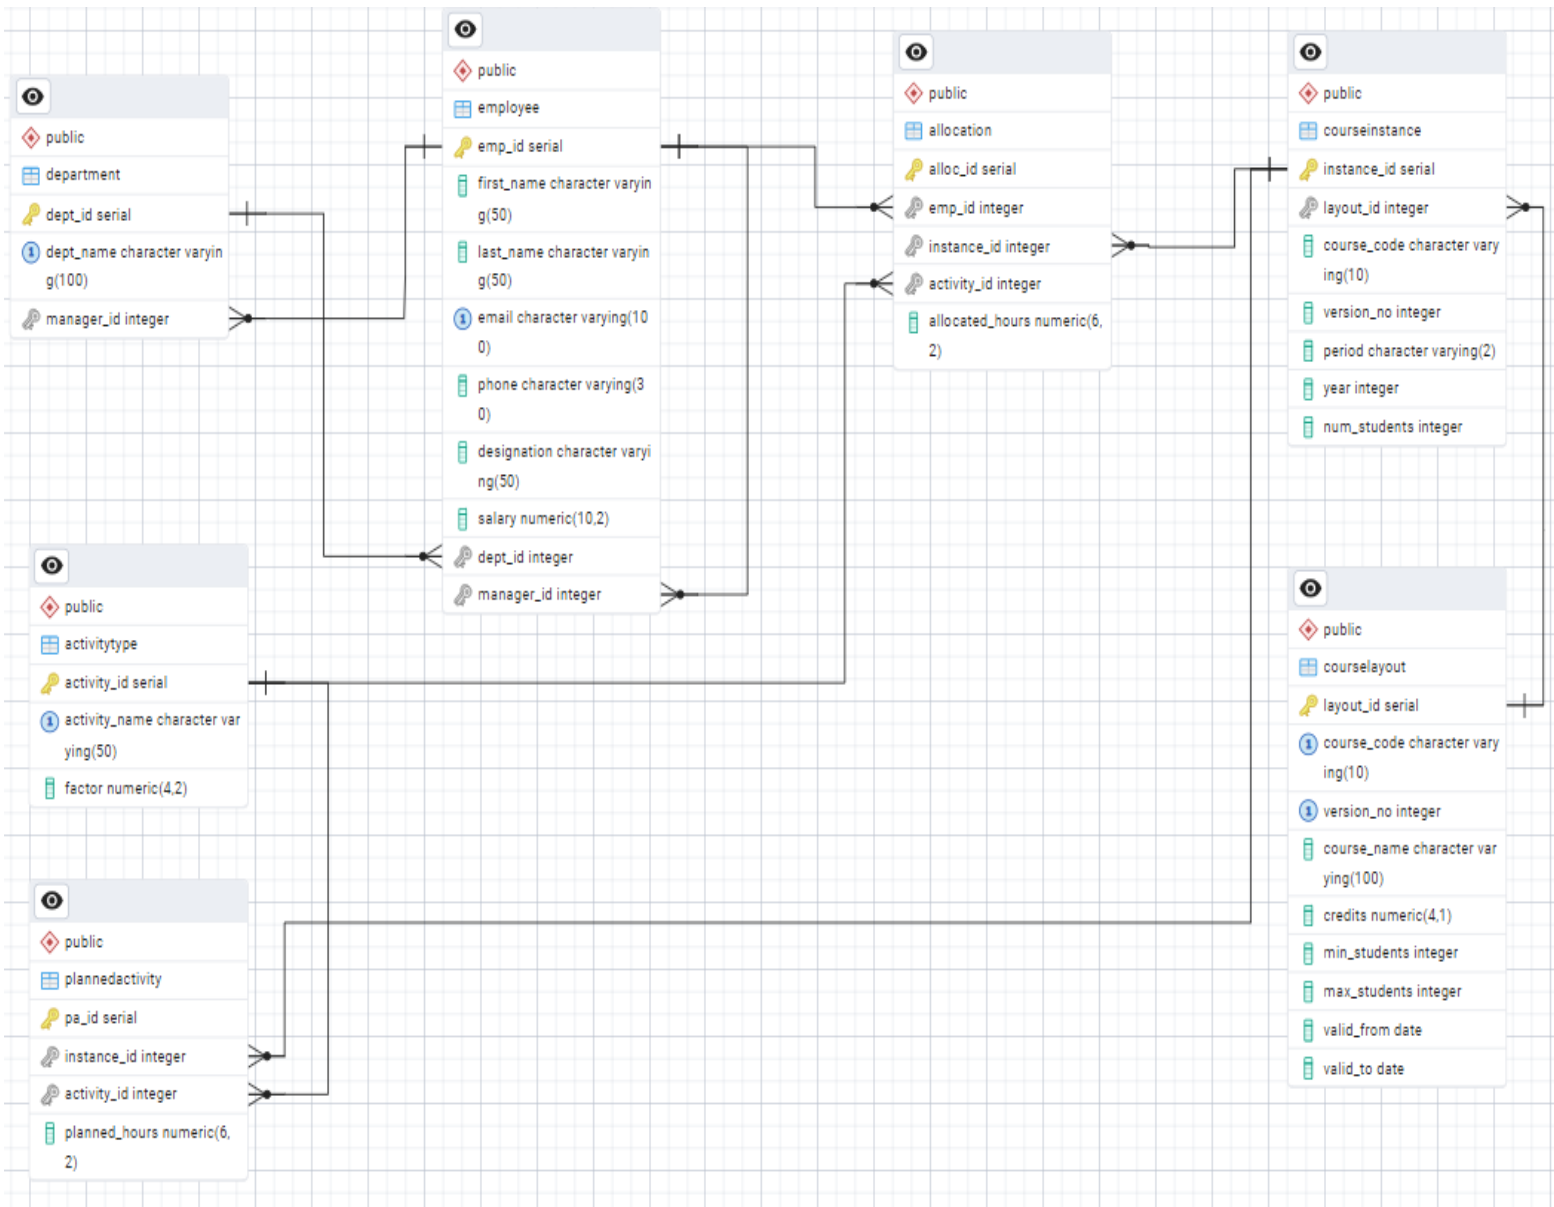 public
department
dept_id serial
1 dept_name character varyin
g(100)
manager_id integer
public
employee
emp_id serial
first_name character varyin
g(50)
last_name character varyin
g(50)
1 email character varying(10
0)
phone character varying(3
0)
designation character varyi
ng(50)
salary numeric(10,2)
dept_id integer
manager_id integer
public
allocation
alloc_id serial
emp_id integer
instance_id integer
activity_id integer
allocated_hours numeric(6,
2)
public
courseinstance
instance_id serial
layout_id integer
course_code character vary
ing(10)
version_no integer
period character varying(2)
year integer
num_students integer
public
activitytype
activity_id serial
1 activity_name character var
ying(50)
factor numeric(4,2)
public
courselayout
layout_id serial
1 course_code character vary
ing(10)
1 version_no integer
course_name character var
ying(100)
credits numeric(4,1)
min_students integer
max_students integer
valid_from date
valid_to date
public
plannedactivity
pa_id serial
instance_id integer
activity_id integer
planned_hours numeric(6,
2)